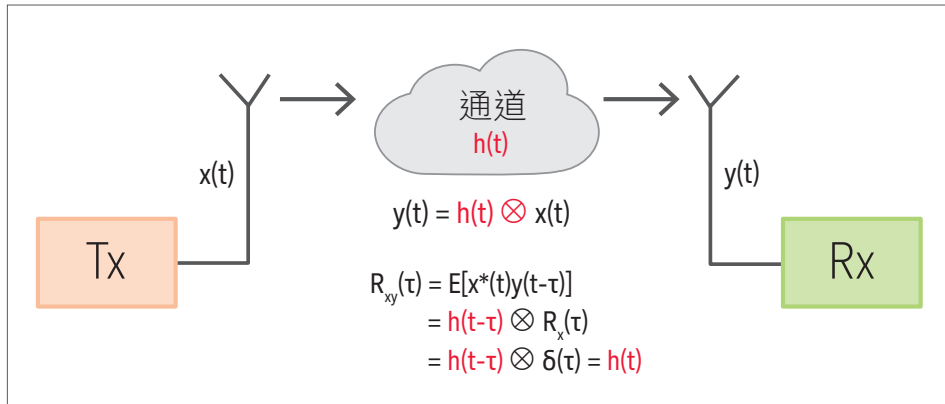 通道
h(t)
x(t)
y(t)
y(t) = h(t) ⊗ x(t)
Tx
Rx
R_xy(τ) = E[x*(t)y(t-τ)]
= h(t-τ) ⊗ R_x(τ)
= h(t-τ) ⊗ δ(τ) = h(t)